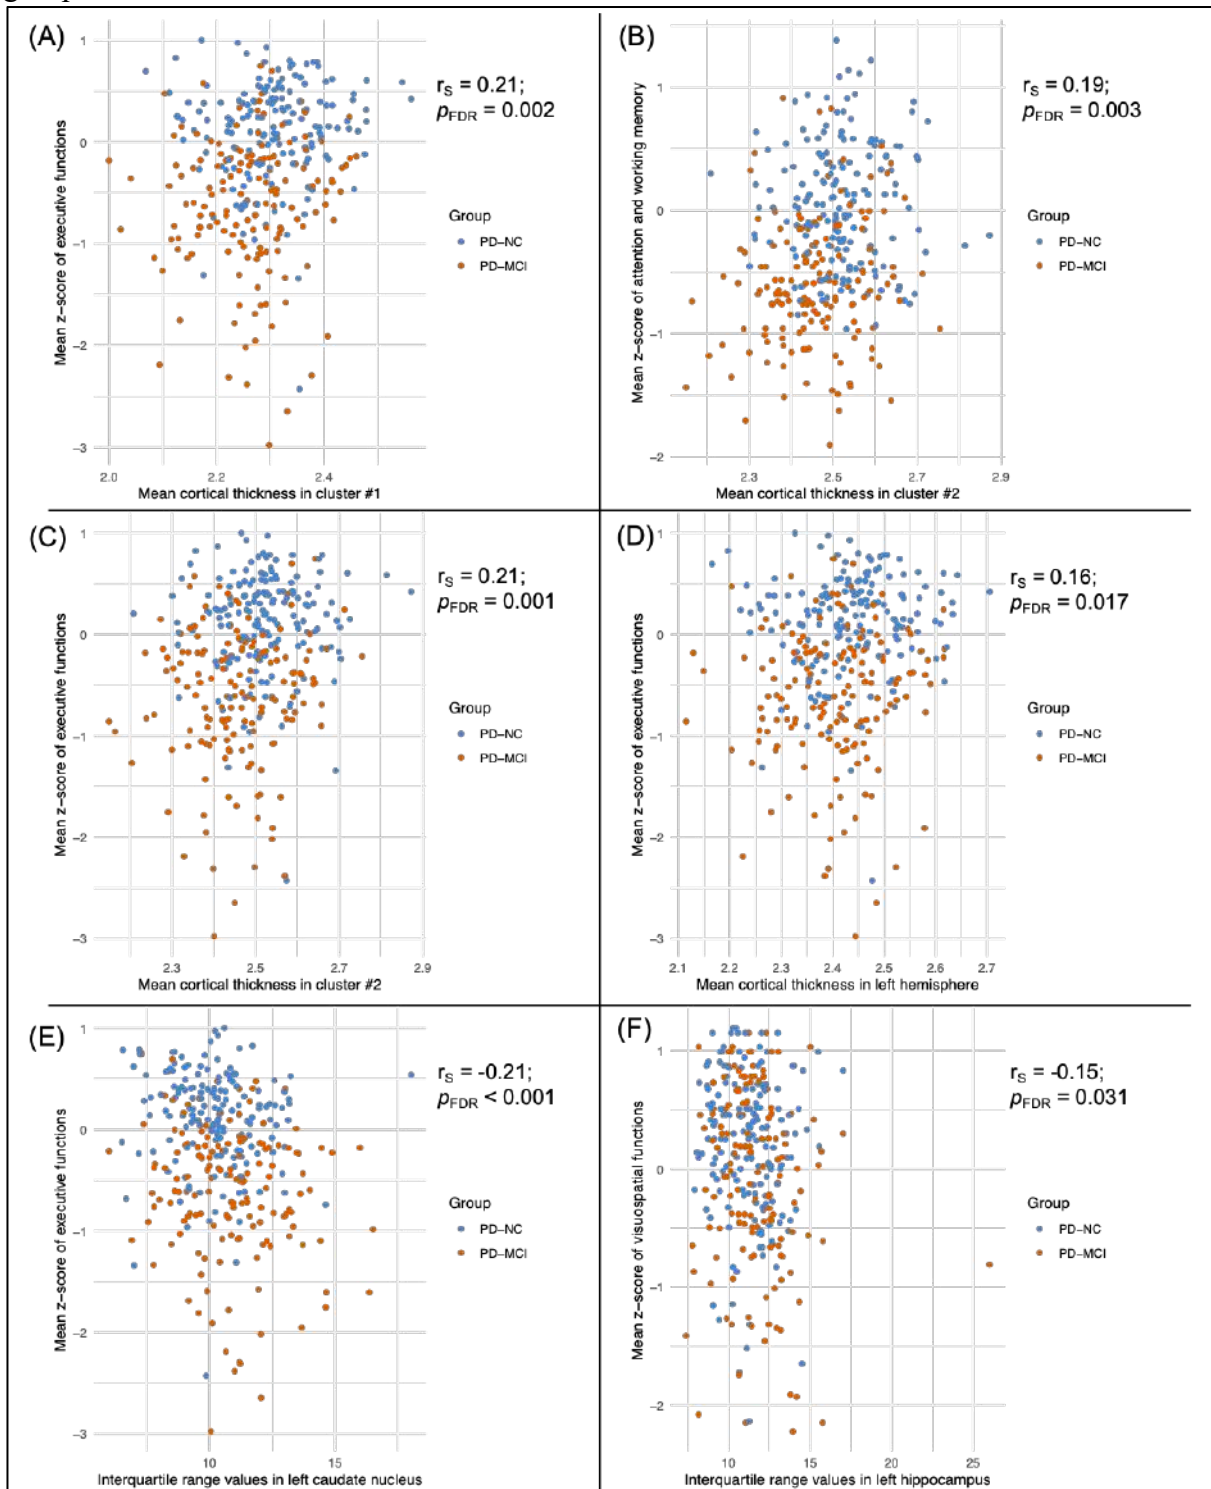 (A)
1
0
−1
−2
−3
Mean z−score of executive functions
2.0 2.2 2.4
Mean cortical thickness in cluster #1
rS = 0.21;
pFDR = 0.002
Group
PD−NC
PD−MCI
(B)
1
0
−1
−2
Mean z−score of attention and working memory
2.3 2.5 2.7 2.9
Mean cortical thickness in cluster #2
rS = 0.19;
pFDR = 0.003
Group
PD−NC
PD−MCI
(C)
1
0
−1
−2
−3
Mean z−score of executive functions
2.3 2.5 2.7 2.9
Mean cortical thickness in cluster #2
rS = 0.21;
pFDR = 0.001
Group
PD−NC
PD−MCI
(D)
1
0
−1
−2
−3
Mean z−score of executive functions
2.1 2.2 2.3 2.4 2.5 2.6 2.7
Mean cortical thickness in left hemisphere
rS = 0.16;
pFDR = 0.017
Group
PD−NC
PD−MCI
(E)
1
0
−1
−2
−3
Mean z−score of executive functions
10 15
Interquartile range values in left caudate nucleus
rS = -0.21;
pFDR < 0.001
Group
PD−NC
PD−MCI
(F)
1
0
−1
−2
Mean z−score of visuospatial functions
10 15 20 25
Interquartile range values in left hippocampus
rS = -0.15;
pFDR = 0.031
Group
PD−NC
PD−MCI